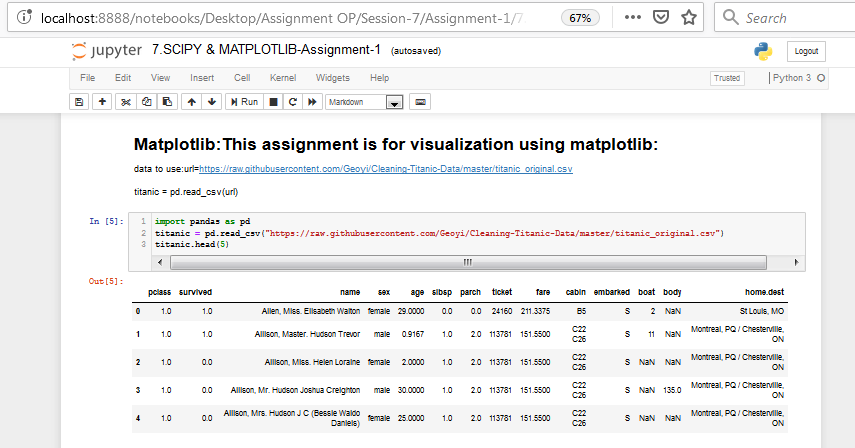 localhost:8888/notebooks/Desktop/Assignment OP/Session-7/Assignment-1/7 67% Search
jupyter 7.SCIPY & MATPLOTLIB-Assignment-1 (autosaved) Logout
File Edit View Insert Cell Kernel Widgets Help Trusted Python 3
Run Markdown
Matplotlib:This assignment is for visualization using matplotlib:
data to use:url=https://raw.githubusercontent.com/Geoyi/Cleaning-Titanic-Data/master/titanic_original.csv
titanic = pd.read_csv(url)
In [5]: 1 import pandas as pd
2 titanic = pd.read_csv("https://raw.githubusercontent.com/Geoyi/Cleaning-Titanic-Data/master/titanic_original.csv")
3 titanic.head(5)
Out[5]:
pclass survived name sex age sibsp parch ticket fare cabin embarked boat body home.dest
0 1.0 1.0 Allen, Miss. Elisabeth Walton female 29.0000 0.0 0.0 24160 211.3375 B5 S 2 NaN St Louis, MO
1 1.0 1.0 Allison, Master. Hudson Trevor male 0.9167 1.0 2.0 113781 151.5500 C22 C26 S 11 NaN Montreal, PQ / Chesterville, ON
2 1.0 0.0 Allison, Miss. Helen Loraine female 2.0000 1.0 2.0 113781 151.5500 C22 C26 S NaN NaN Montreal, PQ / Chesterville, ON
3 1.0 0.0 Allison, Mr. Hudson Joshua Creighton male 30.0000 1.0 2.0 113781 151.5500 C22 C26 S NaN 135.0 Montreal, PQ / Chesterville, ON
4 1.0 0.0 Allison, Mrs. Hudson J C (Bessie Waldo Daniels) female 25.0000 1.0 2.0 113781 151.5500 C22 C26 S NaN NaN Montreal, PQ / Chesterville, ON